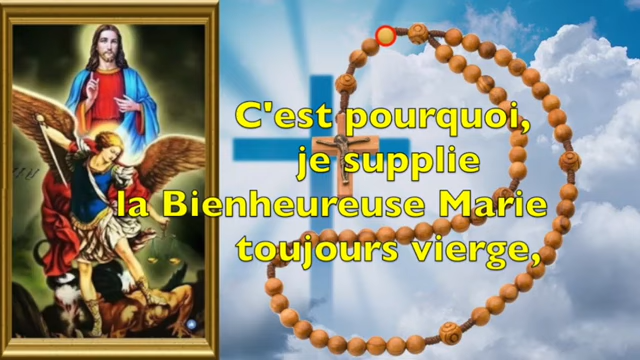 C'est pourquoi,
je supplie
la Bienheureuse Marie
toujours vierge,